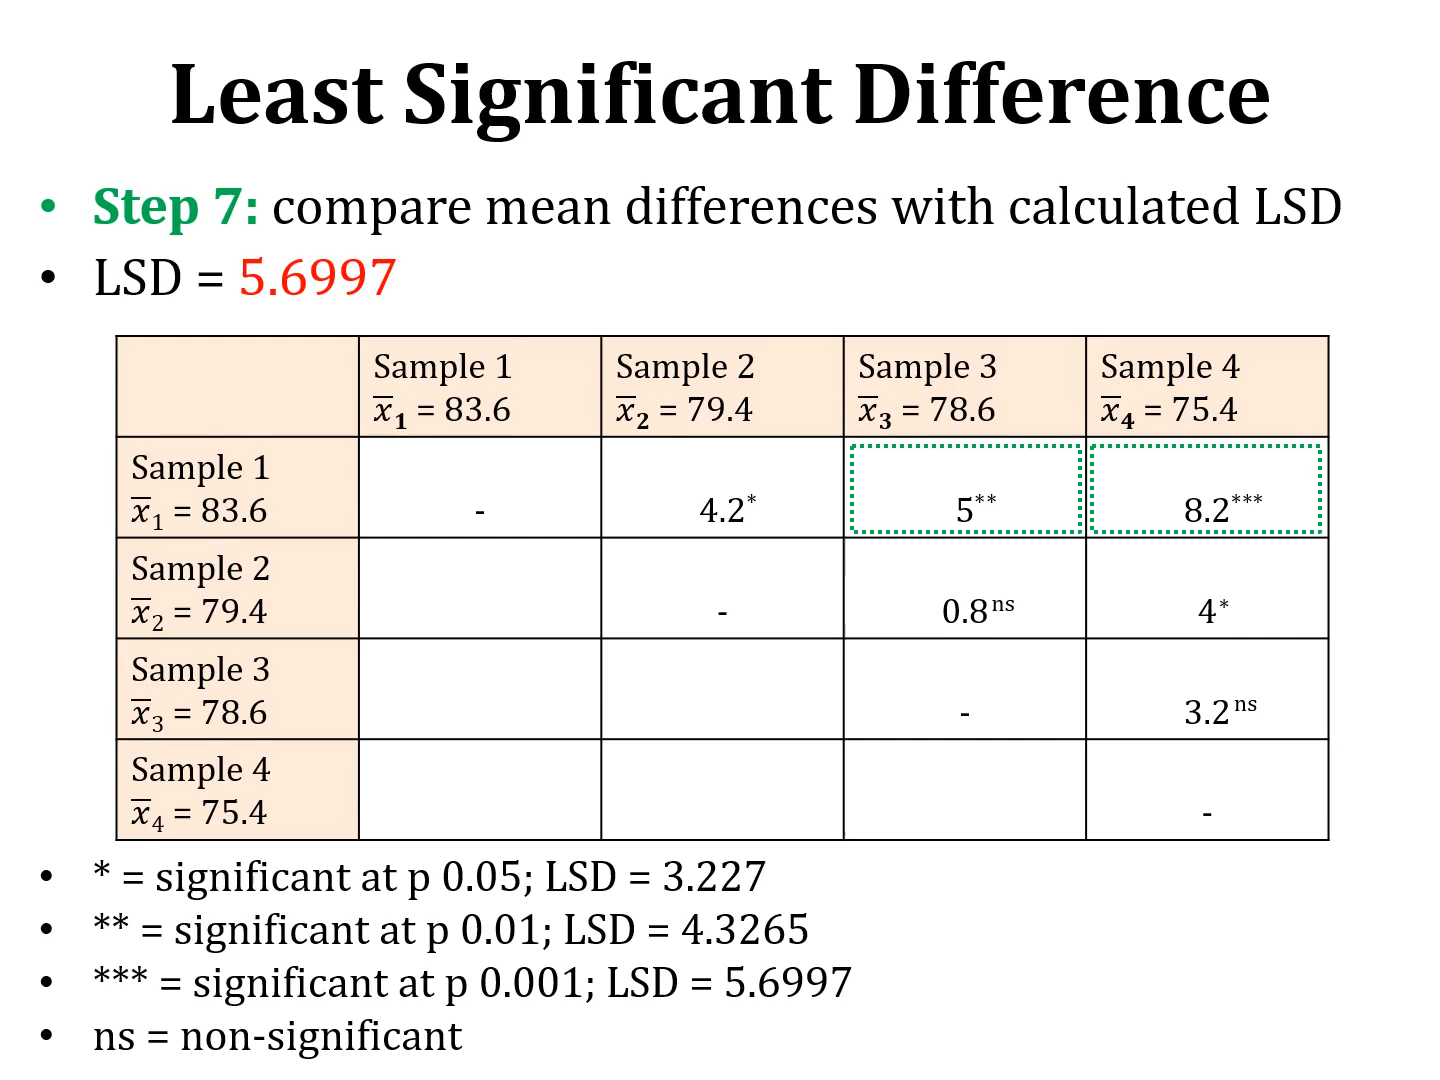 Least Significant Difference
• Step 7: compare mean differences with calculated LSD
• LSD = 5.6997
Sample 1 Sample 2 Sample 3 Sample 4
x̅₁ = 83.6 x̅₂ = 79.4 x̅₃ = 78.6 x̅₄ = 75.4
Sample 1
x̅₁ = 83.6 - 4.2* 5** 8.2***
Sample 2
x̅₂ = 79.4 - 0.8ns 4*
Sample 3
x̅₃ = 78.6 - 3.2ns
Sample 4
x̅₄ = 75.4 -
• * = significant at p 0.05; LSD = 3.227
• ** = significant at p 0.01; LSD = 4.3265
• *** = significant at p 0.001; LSD = 5.6997
• ns = non-significant